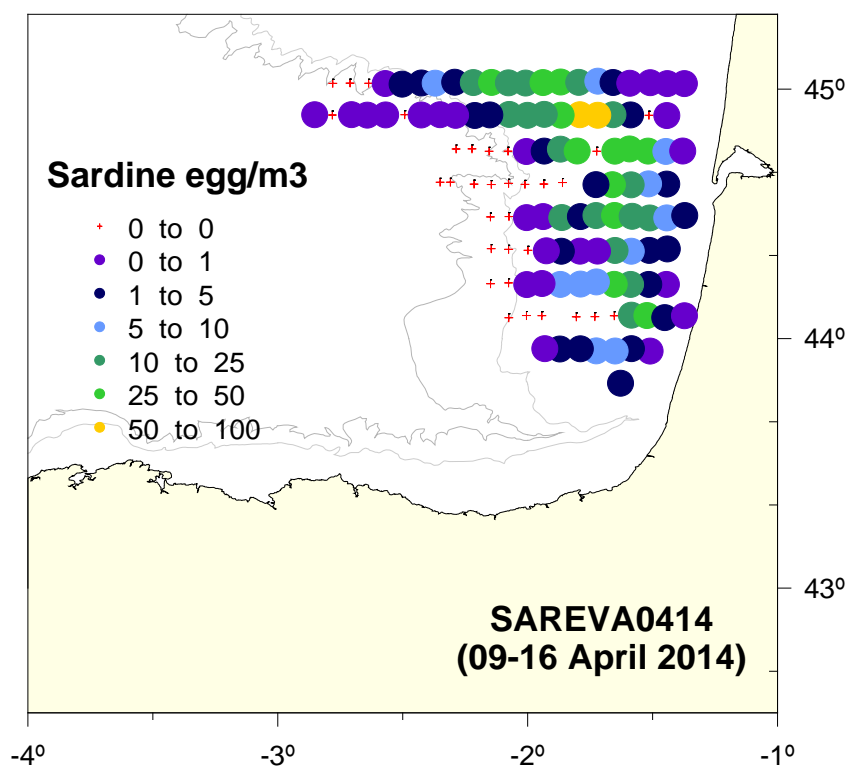 45º
Sardine egg/m3
0 to 0
0 to 1
1 to 5
5 to 10
10 to 25
25 to 50
50 to 100
44º
43º
SAREVA0414
(09-16 April 2014)
-4º -3º -2º -1º